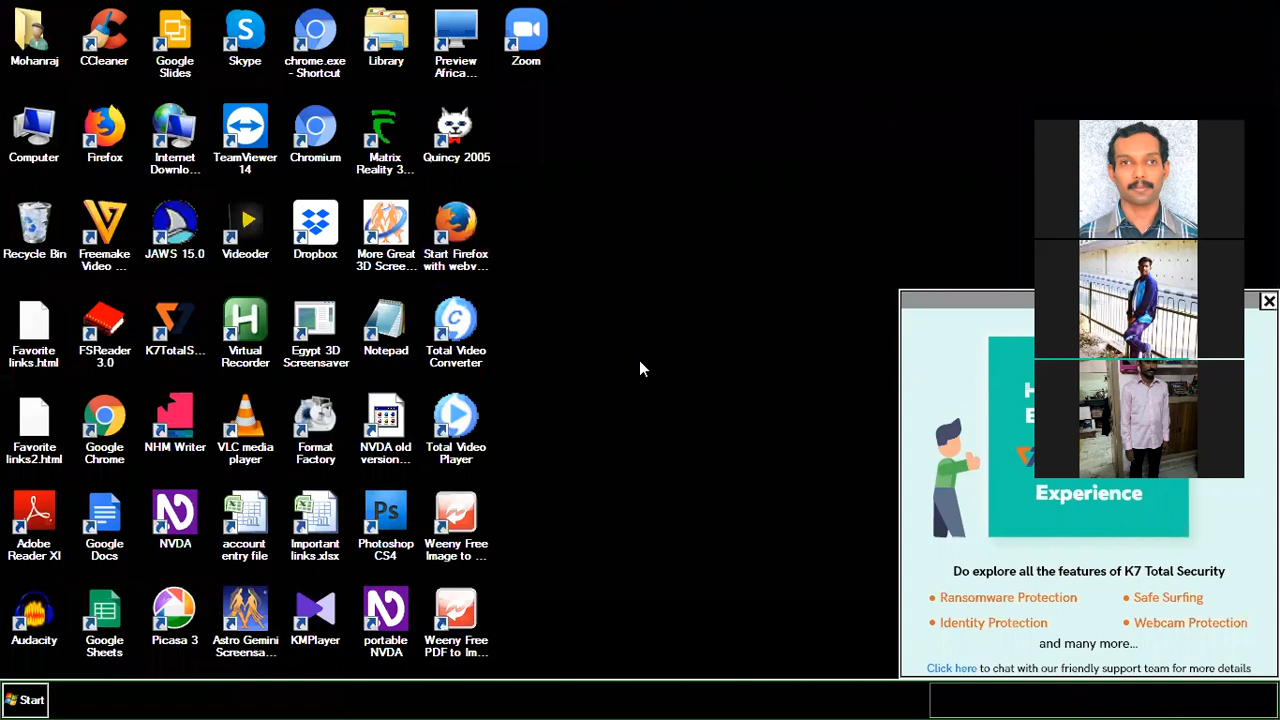 Mohanraj
CCleaner
Google
Slides
Skype
chrome.exe
- Shortcut
Library
Preview
Africa...
Zoom
Computer
Firefox
Internet
Downlo...
TeamViewer
14
Chromium
Matrix
Reality 3...
Quincy 2005
Recycle Bin
Freemake
Video ...
JAWS 15.0
Videoder
Dropbox
More Great
3D Scree...
Start Firefox
with webv...
Favorite
links.html
FSReader
3.0
K7TotalS...
Virtual
Recorder
Egypt 3D
Screensaver
Notepad
Total Video
Converter
Favorite
links2.html
Google
Chrome
NHM Writer
VLC media
player
Format
Factory
NVDA old
version...
Total Video
Player
Adobe
Reader XI
Google
Docs
NVDA
account
entry file
Important
links.xlsx
Photoshop
CS4
Weeny Free
Image to ...
Audacity
Google
Sheets
Picasa 3
Astro Gemini
Screensa...
KMPlayer
portable
NVDA
Weeny Free
PDF to Im...
Experience
Do explore all the features of K7 Total Security
• Ransomware Protection
• Safe Surfing
• Identity Protection
• Webcam Protection
and many more...
Click here to chat with our friendly support team for more details
Start